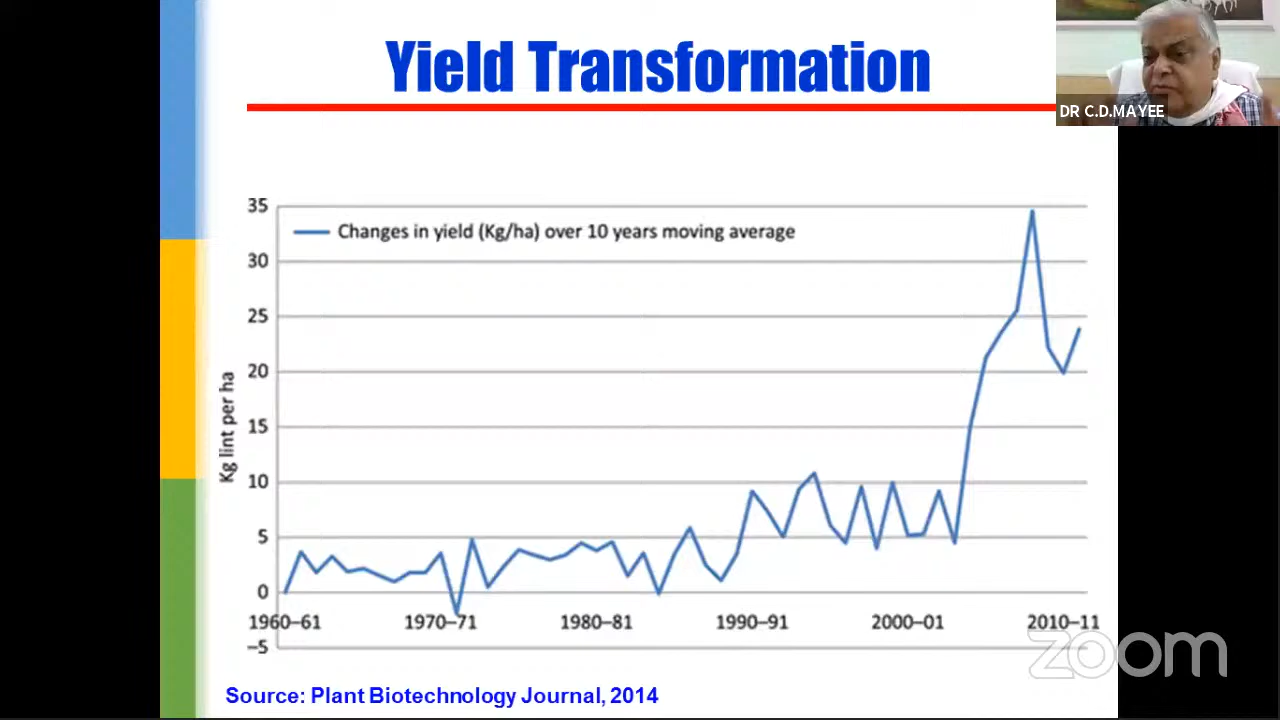 Yield Transformation
DR C.D.MAYEE
35
Changes in yield (Kg/ha) over 10 years moving average
30
25
20
15
10
5
0
–5
Kg lint per ha
1960–61 1970–71 1980–81 1990–91 2000–01 2010–11
zoom
Source: Plant Biotechnology Journal, 2014